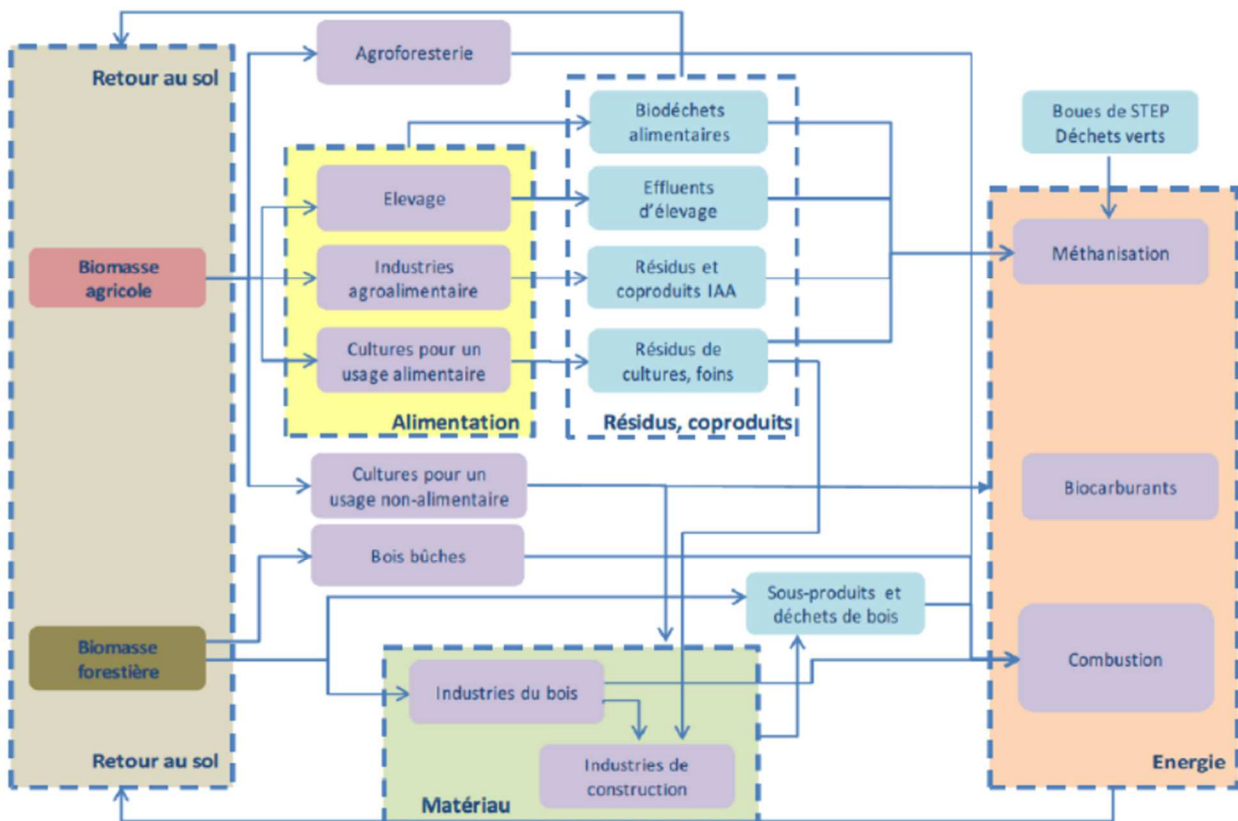 Retour au sol
Agroforesterie
Biodéchets
alimentaires
Boues de STEP
Déchets verts
Elevage
Effluents
d'élevage
Biomasse
agricole
Industries
agroalimentaire
Résidus et
coproduits IAA
Méthanisation
Cultures pour un
usage alimentaire
Résidus de
cultures, foins
Alimentation
Résidus, coproduits
Cultures pour un
usage non-alimentaire
Biocarburants
Bois bûches
Sous-produits et
déchets de bois
Biomasse
forestière
Industries du bois
Combustion
Retour au sol
Industries de
construction
Matériau
Energie